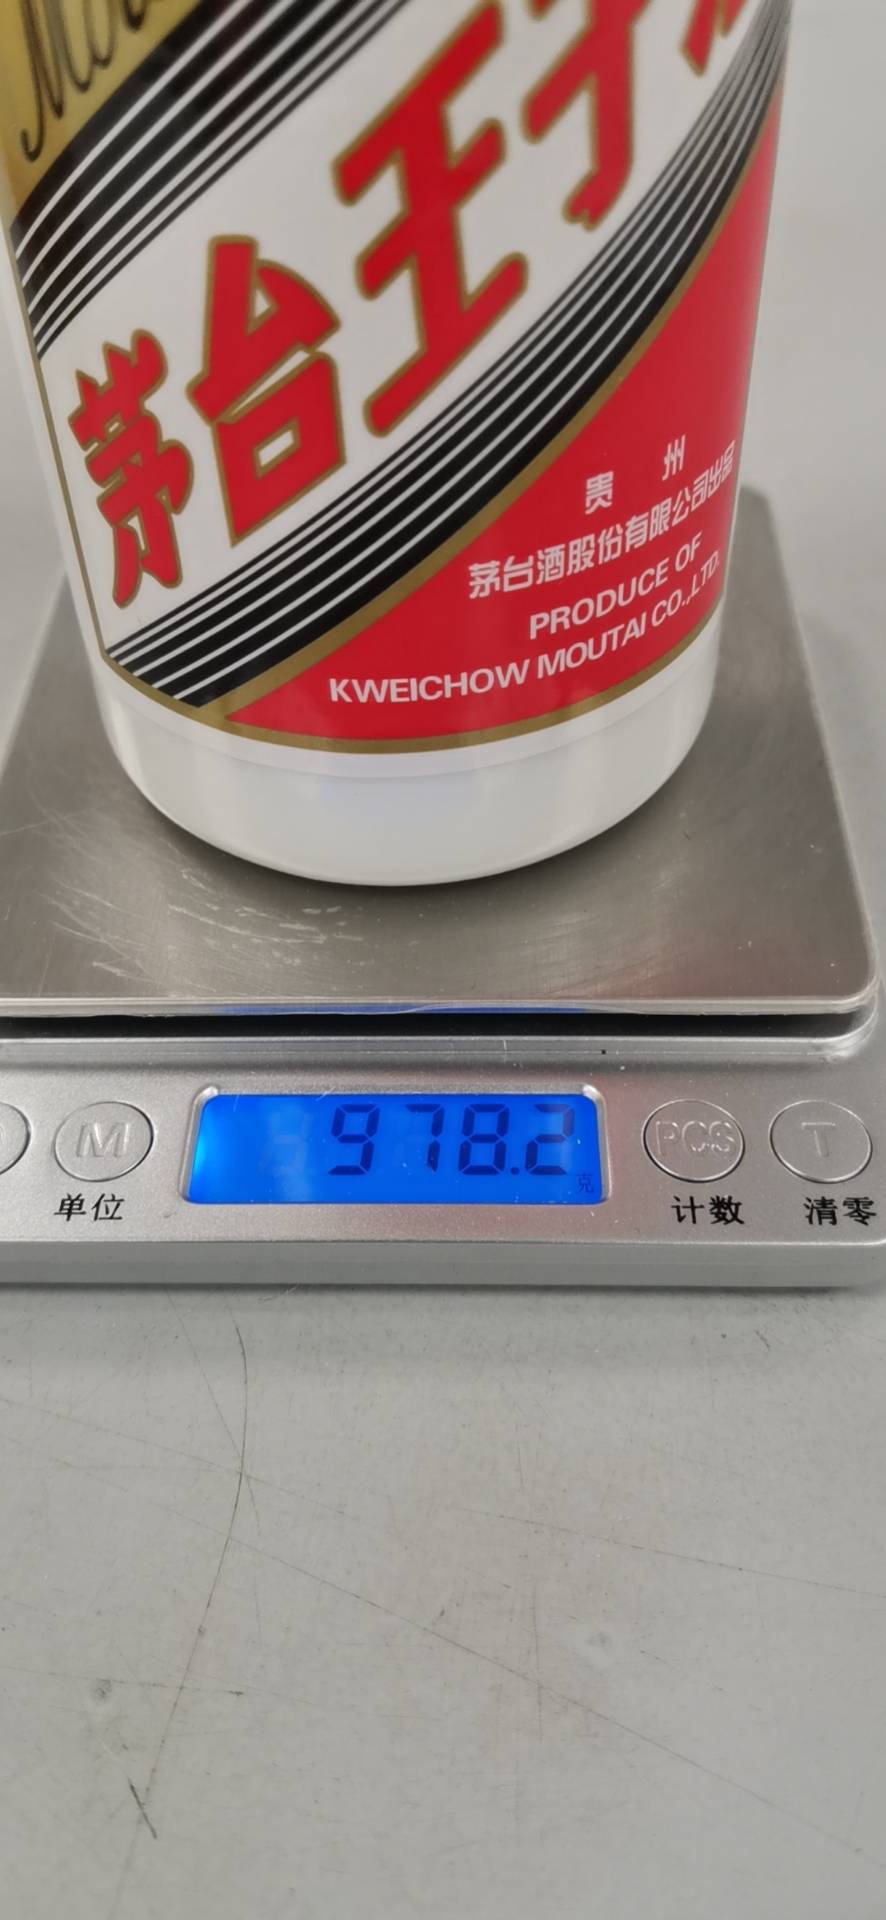 Mou
茅台王子
贵 州
茅台酒股份有限公司出品
PRODUCE OF
KWEICHOW MOUTAI CO.,LTD.
978.2
克
M PCS T
单位 计数 清零